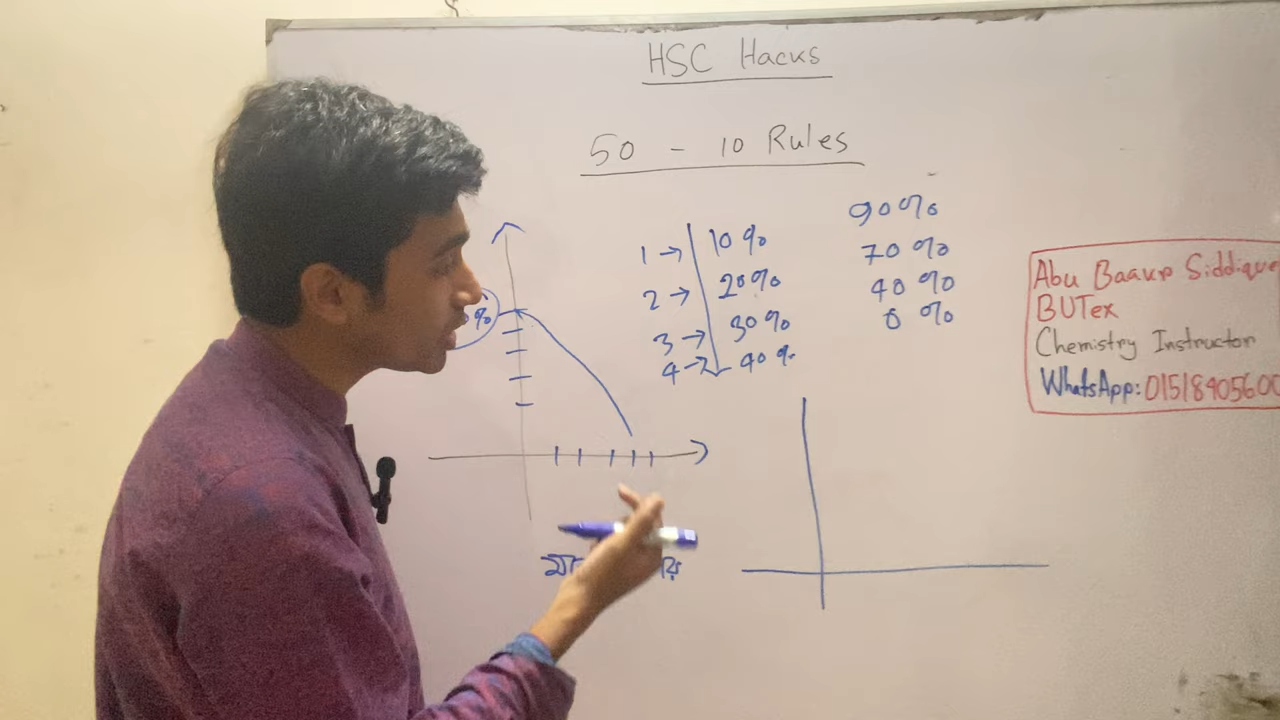 HSC Hacks
50 - 10 Rules
1 → 10%
2 → 20%
3 → 30%
4 → 40%
90%
70%
40%
0%
%
Abu Baakr Siddique
BUTex
Chemistry Instructor
WhatsApp: 0151840560